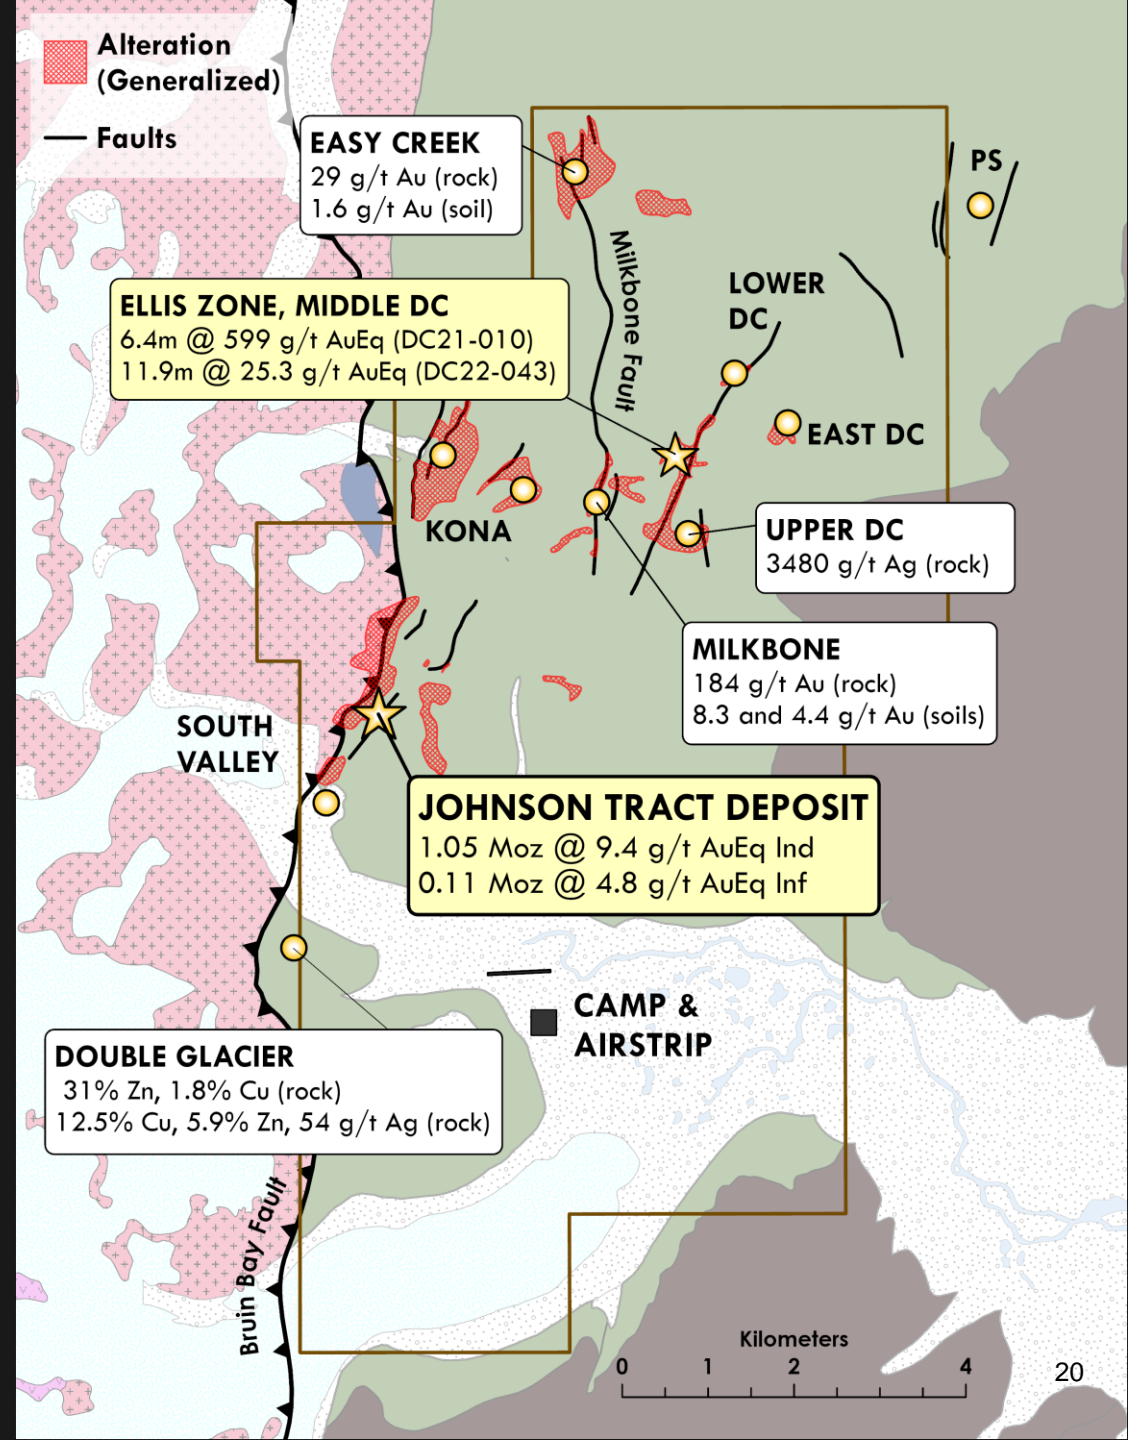 Alteration
(Generalized)
Faults
EASY CREEK
29 g/t Au (rock)
1.6 g/t Au (soil)
PS
Milkbone Fault
LOWER
DC
ELLIS ZONE, MIDDLE DC
6.4m @ 599 g/t AuEq (DC21-010)
11.9m @ 25.3 g/t AuEq (DC22-043)
EAST DC
KONA
UPPER DC
3480 g/t Ag (rock)
MILKBONE
184 g/t Au (rock)
8.3 and 4.4 g/t Au (soils)
SOUTH
VALLEY
JOHNSON TRACT DEPOSIT
1.05 Moz @ 9.4 g/t AuEq Ind
0.11 Moz @ 4.8 g/t AuEq Inf
CAMP &
AIRSTRIP
DOUBLE GLACIER
31% Zn, 1.8% Cu (rock)
12.5% Cu, 5.9% Zn, 54 g/t Ag (rock)
Bruin Bay Fault
Kilometers
0 1 2 4
20